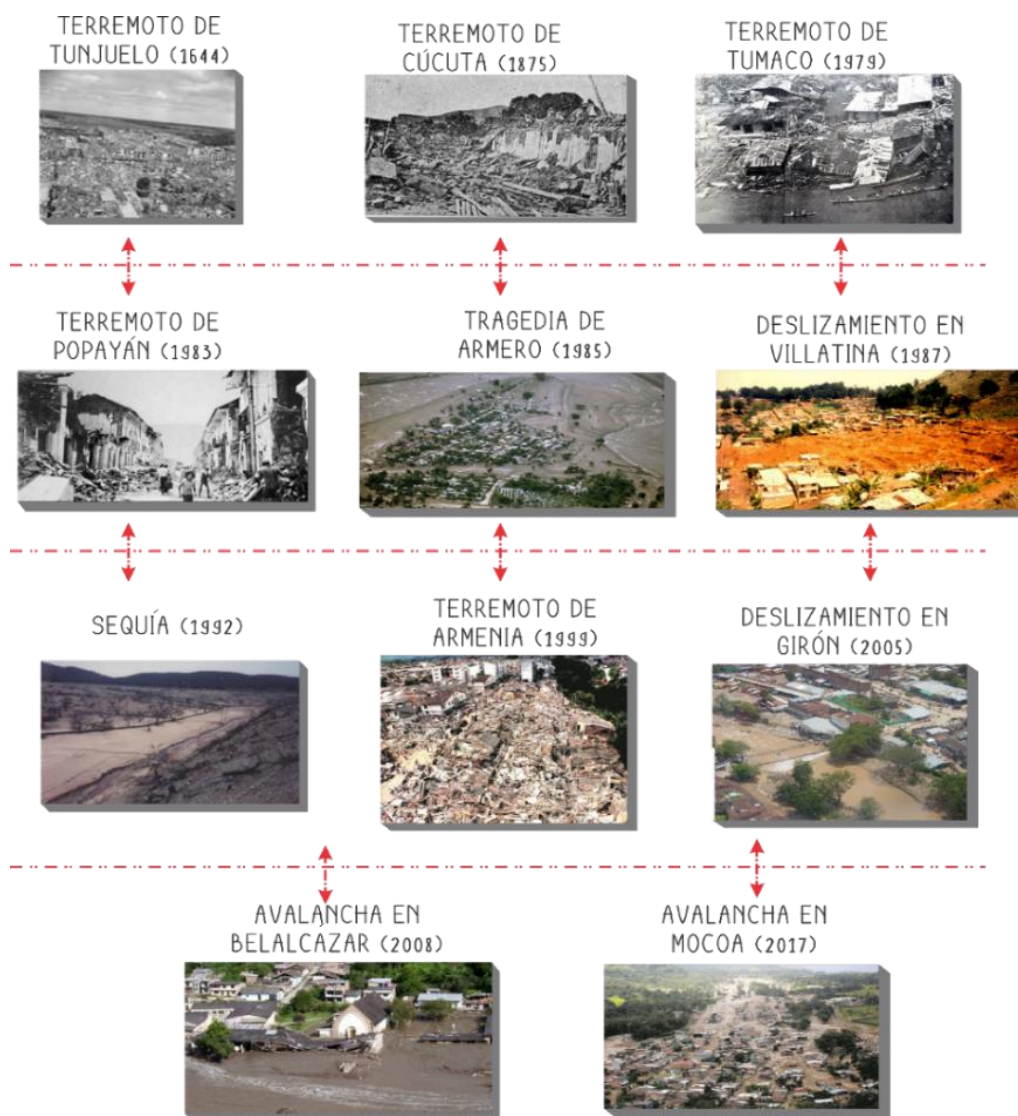 TERREMOTO DE
TUNJUELO (1644)
TERREMOTO DE
CÚCUTA (1875)
TERREMOTO DE
TUMACO (1979)
TERREMOTO DE
POPAYÁN (1983)
TRAGEDIA DE
ARMERO (1985)
DESLIZAMIENTO EN
VILLATINA (1987)
SEQUÍA (1992)
TERREMOTO DE
ARMENIA (1999)
DESLIZAMIENTO EN
GIRÓN (2005)
AVALANCHA EN
BELALCÁZAR (2008)
AVALANCHA EN
MOCOA (2017)